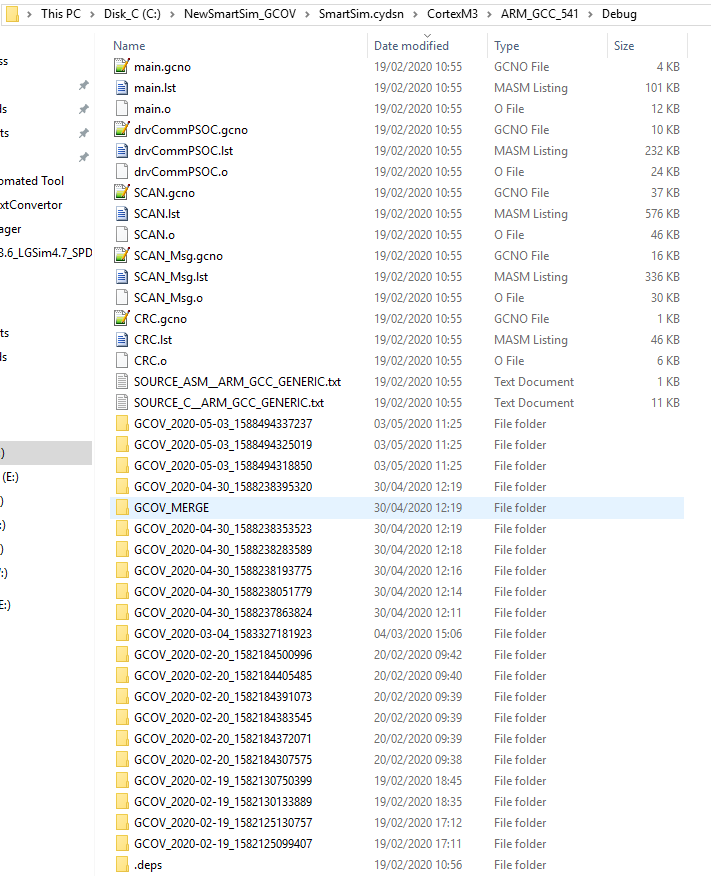 This PC > Disk_C (C:) > NewSmartSim_GCOV > SmartSim.cydsn > CortexM3 > ARM_GCC_541 > Debug
Name Date modified Type Size
main.gcno 19/02/2020 10:55 GCNO File 4 KB
main.lst 19/02/2020 10:55 MASM Listing 101 KB
main.o 19/02/2020 10:55 O File 12 KB
drvCommPSOC.gcno 19/02/2020 10:55 GCNO File 10 KB
drvCommPSOC.lst 19/02/2020 10:55 MASM Listing 232 KB
drvCommPSOC.o 19/02/2020 10:55 O File 24 KB
SCAN.gcno 19/02/2020 10:55 GCNO File 37 KB
SCAN.lst 19/02/2020 10:55 MASM Listing 576 KB
SCAN.o 19/02/2020 10:55 O File 46 KB
SCAN_Msg.gcno 19/02/2020 10:55 GCNO File 16 KB
SCAN_Msg.lst 19/02/2020 10:55 MASM Listing 336 KB
SCAN_Msg.o 19/02/2020 10:55 O File 30 KB
CRC.gcno 19/02/2020 10:55 GCNO File 1 KB
CRC.lst 19/02/2020 10:55 MASM Listing 46 KB
CRC.o 19/02/2020 10:55 O File 6 KB
SOURCE_ASM__ARM_GCC_GENERIC.txt 19/02/2020 10:55 Text Document 1 KB
SOURCE_C__ARM_GCC_GENERIC.txt 19/02/2020 10:55 Text Document 11 KB
GCOV_2020-05-03_1588494337237 03/05/2020 11:25 File folder
GCOV_2020-05-03_1588494325019 03/05/2020 11:25 File folder
GCOV_2020-05-03_1588494318850 03/05/2020 11:25 File folder
GCOV_2020-04-30_1588238395320 30/04/2020 12:19 File folder
GCOV_MERGE 30/04/2020 12:19 File folder
GCOV_2020-04-30_1588238353523 30/04/2020 12:19 File folder
GCOV_2020-04-30_1588238283589 30/04/2020 12:18 File folder
GCOV_2020-04-30_1588238193775 30/04/2020 12:16 File folder
GCOV_2020-04-30_1588238051779 30/04/2020 12:14 File folder
GCOV_2020-04-30_1588237863824 30/04/2020 12:11 File folder
GCOV_2020-03-04_1583327181923 04/03/2020 15:06 File folder
GCOV_2020-02-20_1582184500996 20/02/2020 09:42 File folder
GCOV_2020-02-20_1582184405485 20/02/2020 09:40 File folder
GCOV_2020-02-20_1582184391073 20/02/2020 09:39 File folder
GCOV_2020-02-20_1582184383545 20/02/2020 09:39 File folder
GCOV_2020-02-20_1582184372071 20/02/2020 09:39 File folder
GCOV_2020-02-20_1582184307575 20/02/2020 09:38 File folder
GCOV_2020-02-19_1582130750399 19/02/2020 18:45 File folder
GCOV_2020-02-19_1582130133889 19/02/2020 18:35 File folder
GCOV_2020-02-19_1582125130757 19/02/2020 17:12 File folder
GCOV_2020-02-19_1582125099407 19/02/2020 17:11 File folder
.deps 19/02/2020 10:56 File folder
ss
ls
ts
omated Tool
xtConvertor
ager
3.6_LGSim4.7_SPD
ts
ls
)
(E:)
)
:)
)
:)
E:)